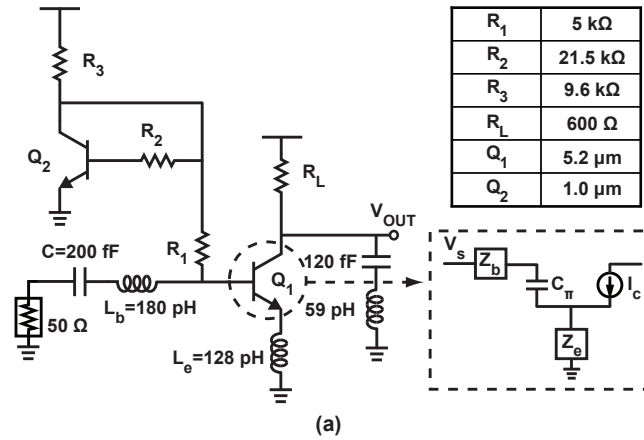 R1 5 kΩ
R2 21.5 kΩ
R3 9.6 kΩ
RL 600 Ω
Q1 5.2 µm
Q2 1.0 µm
R3
R2
Q2
RL
VOUT
R1
C=200 fF
Q1
120 fF
50 Ω
Lb=180 pH
59 pH
Le=128 pH
Vs
Zb
Cπ
Ic
Ze
(a)